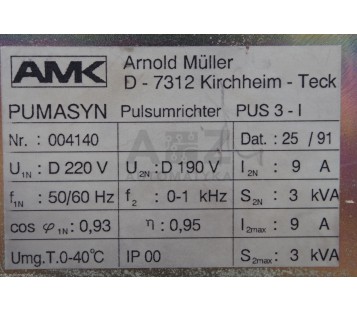 AMK Arnold Müller
D - 7312 Kirchheim - Teck
PUMASYN Pulsumrichter PUS 3 - I
Nr. : 004140 Dat. : 25 / 91
U1N : D 220 V U2N : D 190 V I2N : 9 A
f1N : 50/60 Hz f2 : 0-1 kHz S2N : 3 kVA
cos φ1N : 0,93 η : 0,95 I2max : 9 A
Umg.T.0-40°C IP 00 S2max : 3 kVA